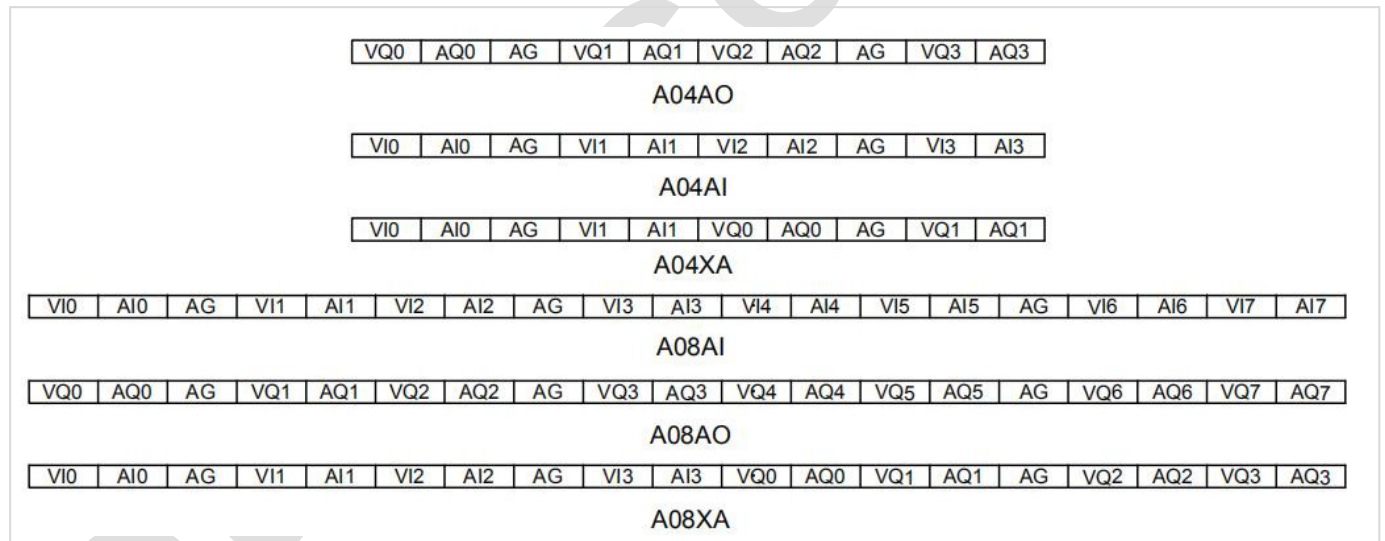 VQ0 AQ0 AG VQ1 AQ1 VQ2 AQ2 AG VQ3 AQ3
A04AO
VI0 AI0 AG VI1 AI1 VI2 AI2 AG VI3 AI3
A04AI
VI0 AI0 AG VI1 AI1 VQ0 AQ0 AG VQ1 AQ1
A04XA
VI0 AI0 AG VI1 AI1 VI2 AI2 AG VI3 AI3 VI4 AI4 VI5 AI5 AG VI6 AI6 VI7 AI7
A08AI
VQ0 AQ0 AG VQ1 AQ1 VQ2 AQ2 AG VQ3 AQ3 VQ4 AQ4 VQ5 AQ5 AG VQ6 AQ6 VQ7 AQ7
A08AO
VI0 AI0 AG VI1 AI1 VI2 AI2 AG VI3 AI3 VQ0 AQ0 VQ1 AQ1 AG VQ2 AQ2 VQ3 AQ3
A08XA